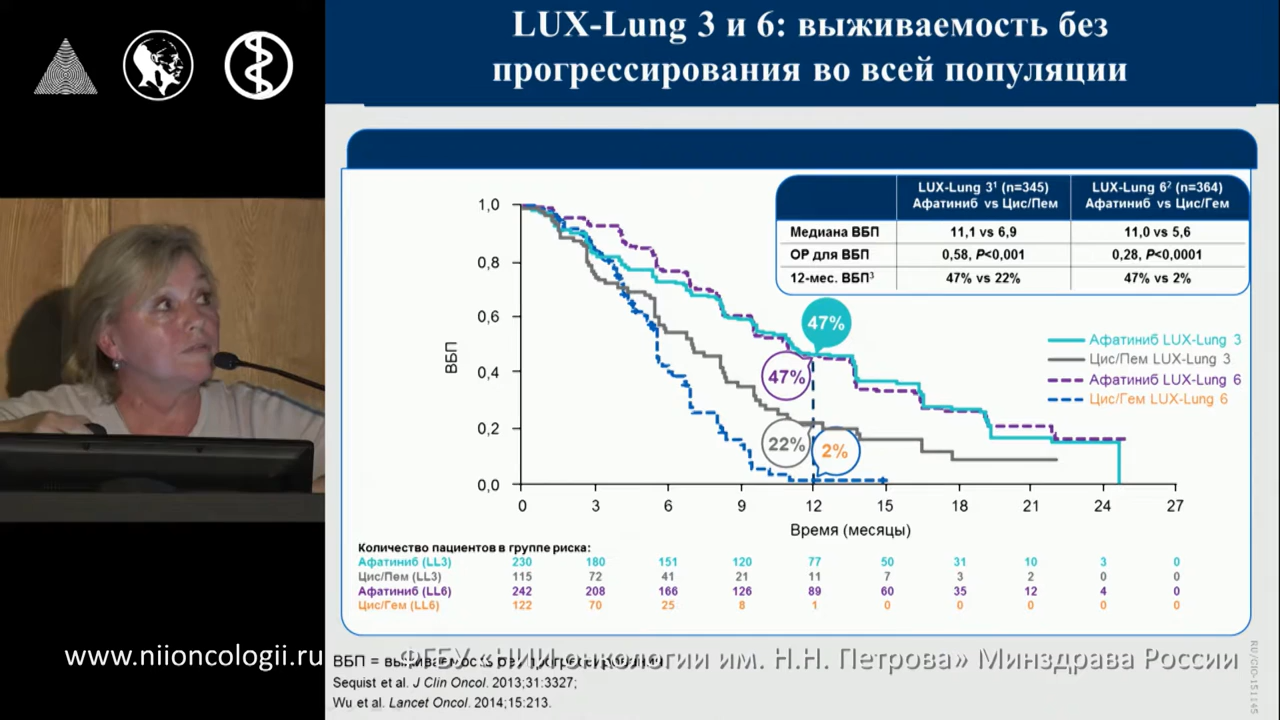 LUX-Lung 3 и 6: выживаемость без
прогрессирования во всей популяции
LUX-Lung 3¹ (n=345)
Афатиниб vs Цис/Пем
LUX-Lung 6² (n=364)
Афатиниб vs Цис/Гем
Медиана ВБП 11,1 vs 6,9 11,0 vs 5,6
ОР для ВБП 0,58, P<0,001 0,28, P<0,0001
12-мес. ВБП³ 47% vs 22% 47% vs 2%
ВБП
1,0
0,8
0,6
0,4
0,2
0,0
47%
47%
22%
2%
Афатиниб LUX-Lung 3
Цис/Пем LUX-Lung 3
Афатиниб LUX-Lung 6
Цис/Гем LUX-Lung 6
0 3 6 9 12 15 18 21 24 27
Время (месяцы)
Количество пациентов в группе риска:
Афатиниб (LL3) 230 180 151 120 77 50 31 10 3 0
Цис/Пем (LL3) 115 72 41 21 11 7 3 2 0 0
Афатиниб (LL6) 242 208 166 126 89 60 35 12 4 0
Цис/Гем (LL6) 122 70 25 8 1 0 0 0 0 0
www.niioncologii.ru
ФГБУ «НИИ онкологии им. Н.Н. Петрова» Минздрава России
ВБП = выживаемость без прогрессирования
Sequist et al. J Clin Oncol. 2013;31:3327;
Wu et al. Lancet Oncol. 2014;15:213.